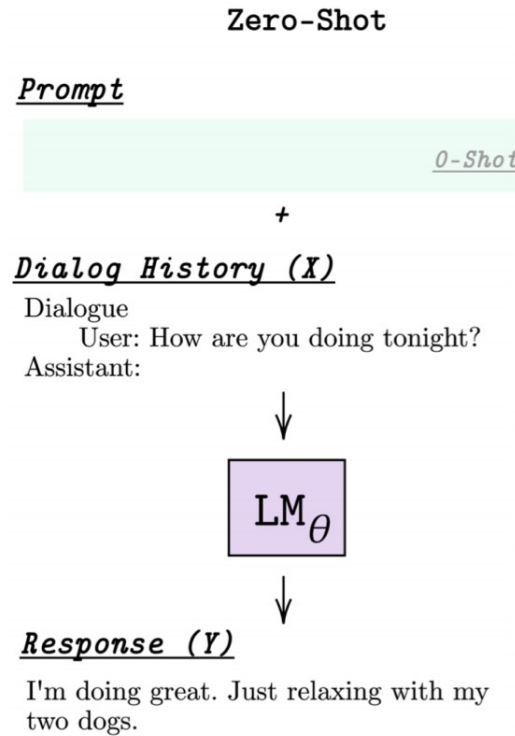 Zero-Shot
Prompt
0-Shot
+
Dialog History (X)
Dialogue
User: How are you doing tonight?
Assistant:
LM_θ
Response (Y)
I'm doing great. Just relaxing with my
two dogs.